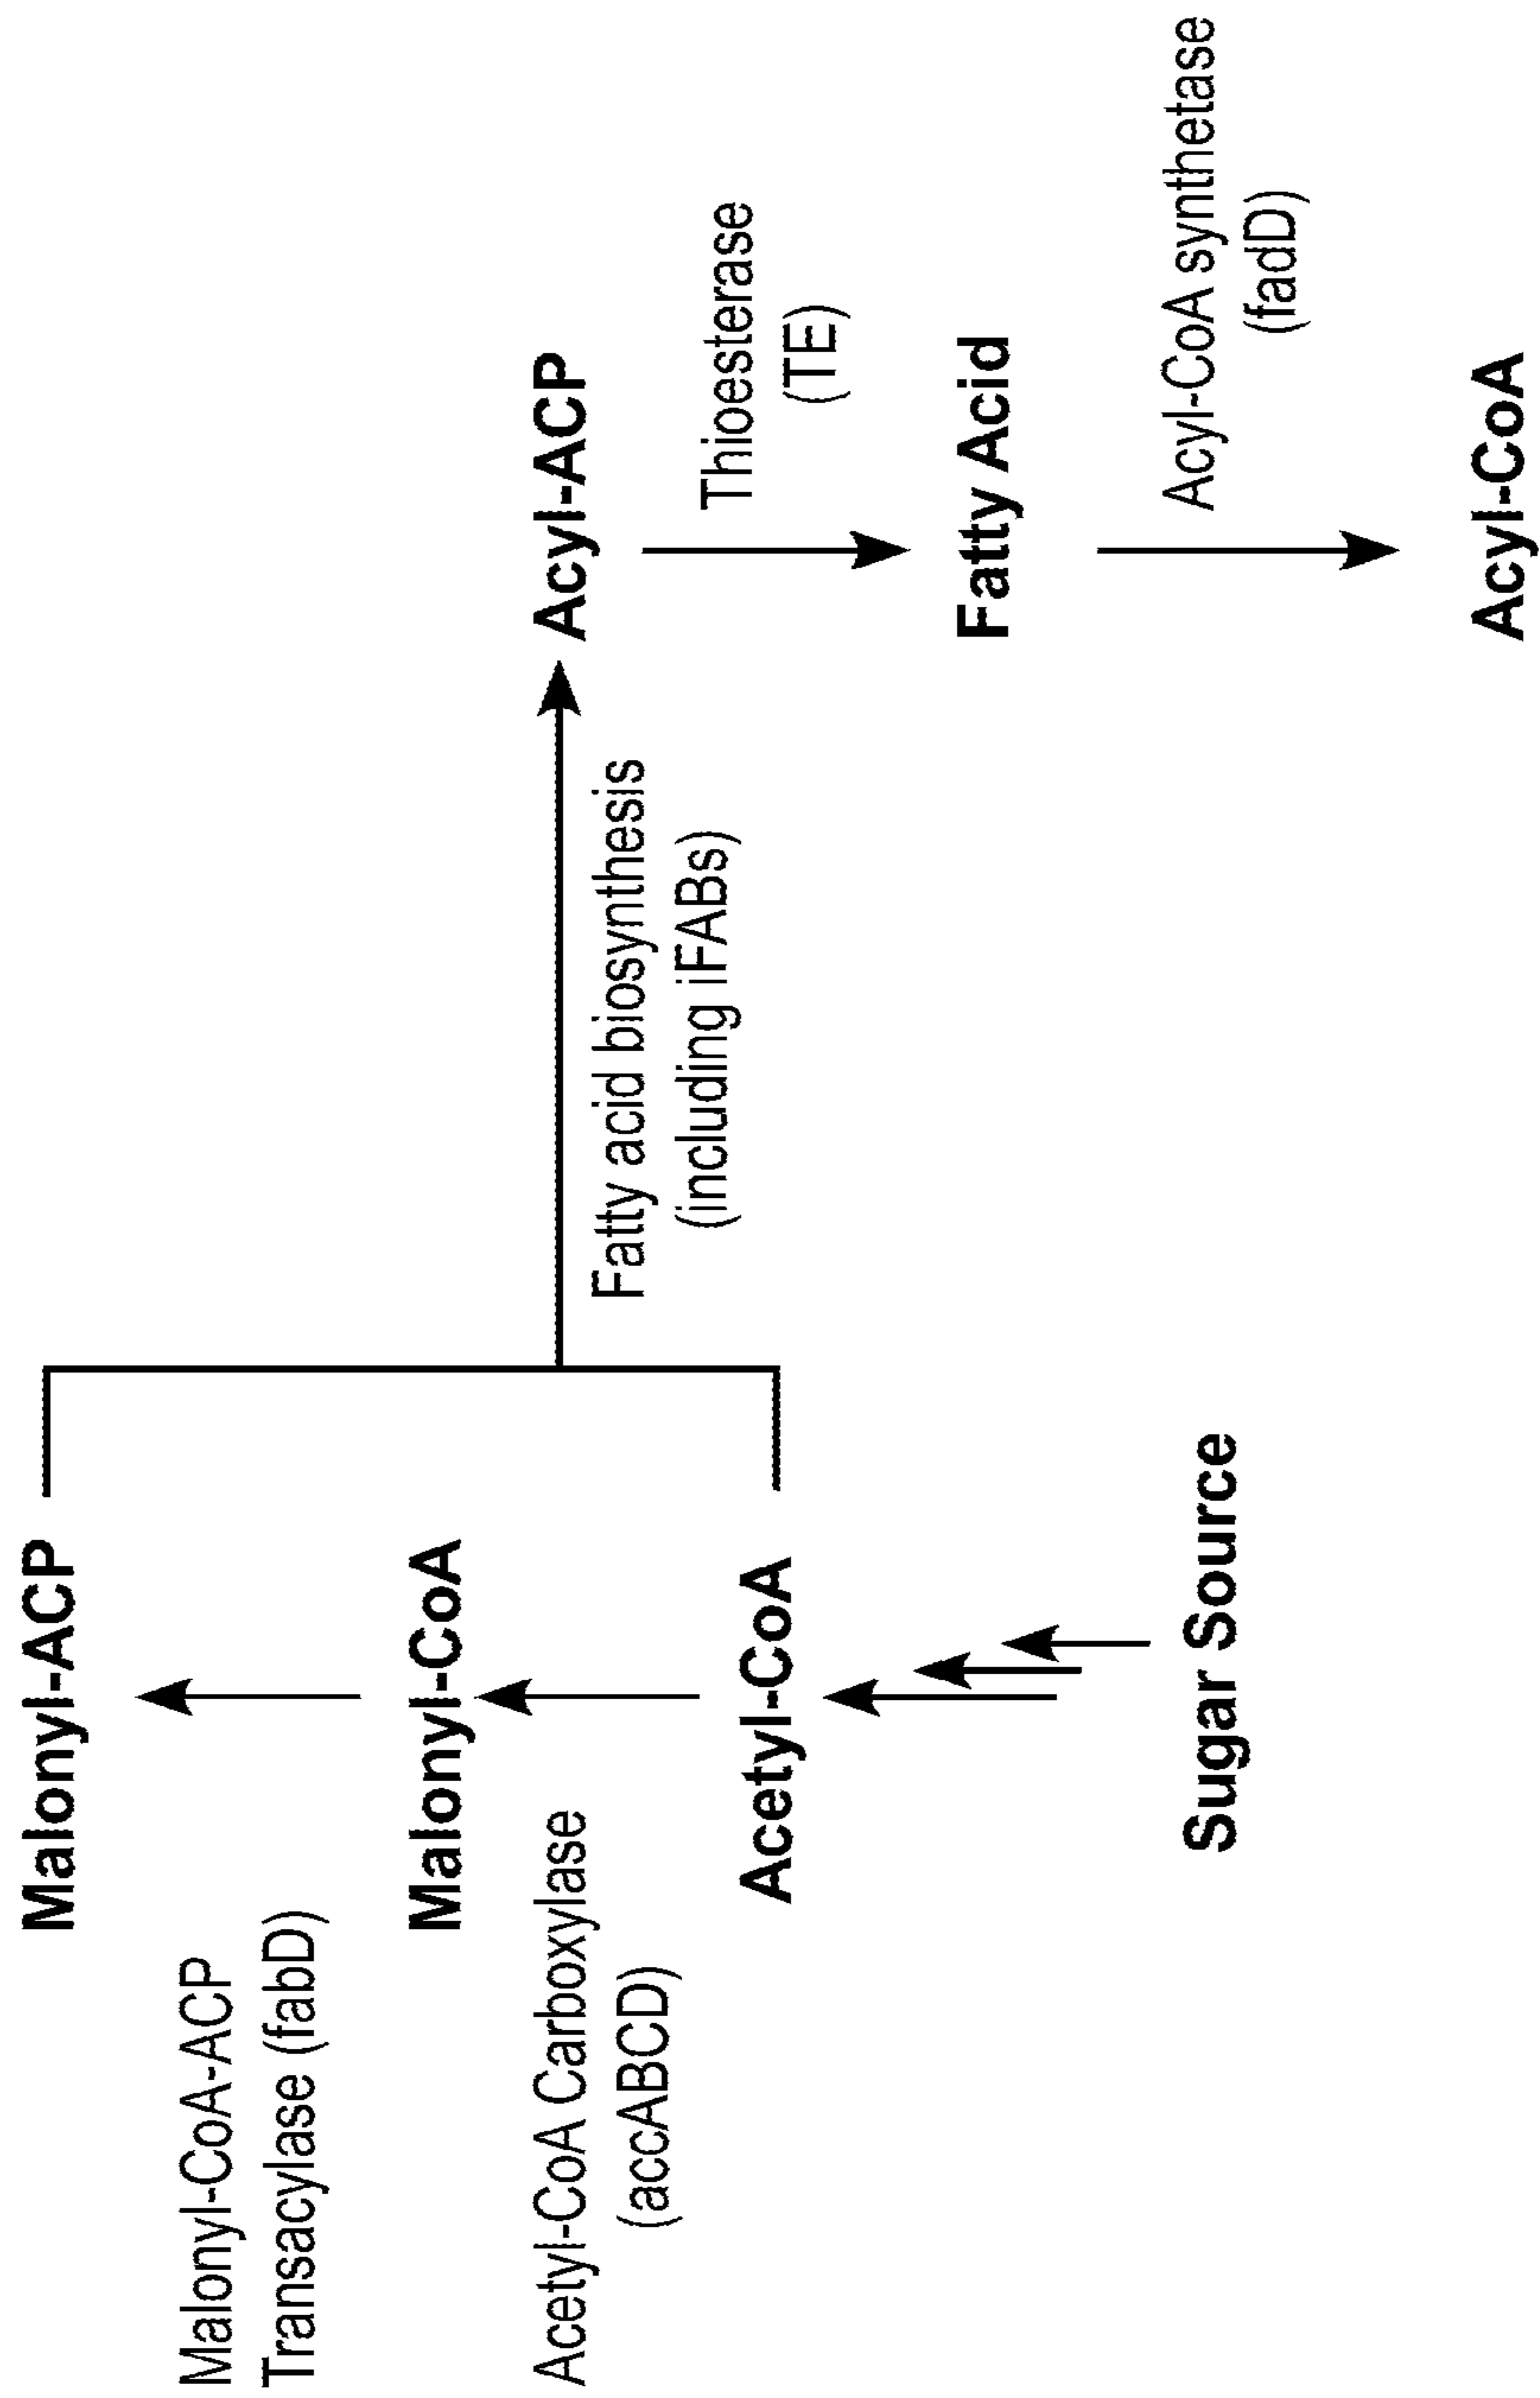 Malonyl-ACP
Malonyl-CoA-ACP
Transacylase (fabD)
Malonyl-CoA
Acetyl-CoA Carboxylase
(accABCD)
Acetyl-CoA
Sugar Source
Fatty acid biosynthesis
(including iFABs)
Acyl-ACP
Thioesterase
(TE)
Fatty Acid
Acyl-CoA synthetase
(fadD)
Acyl-CoA